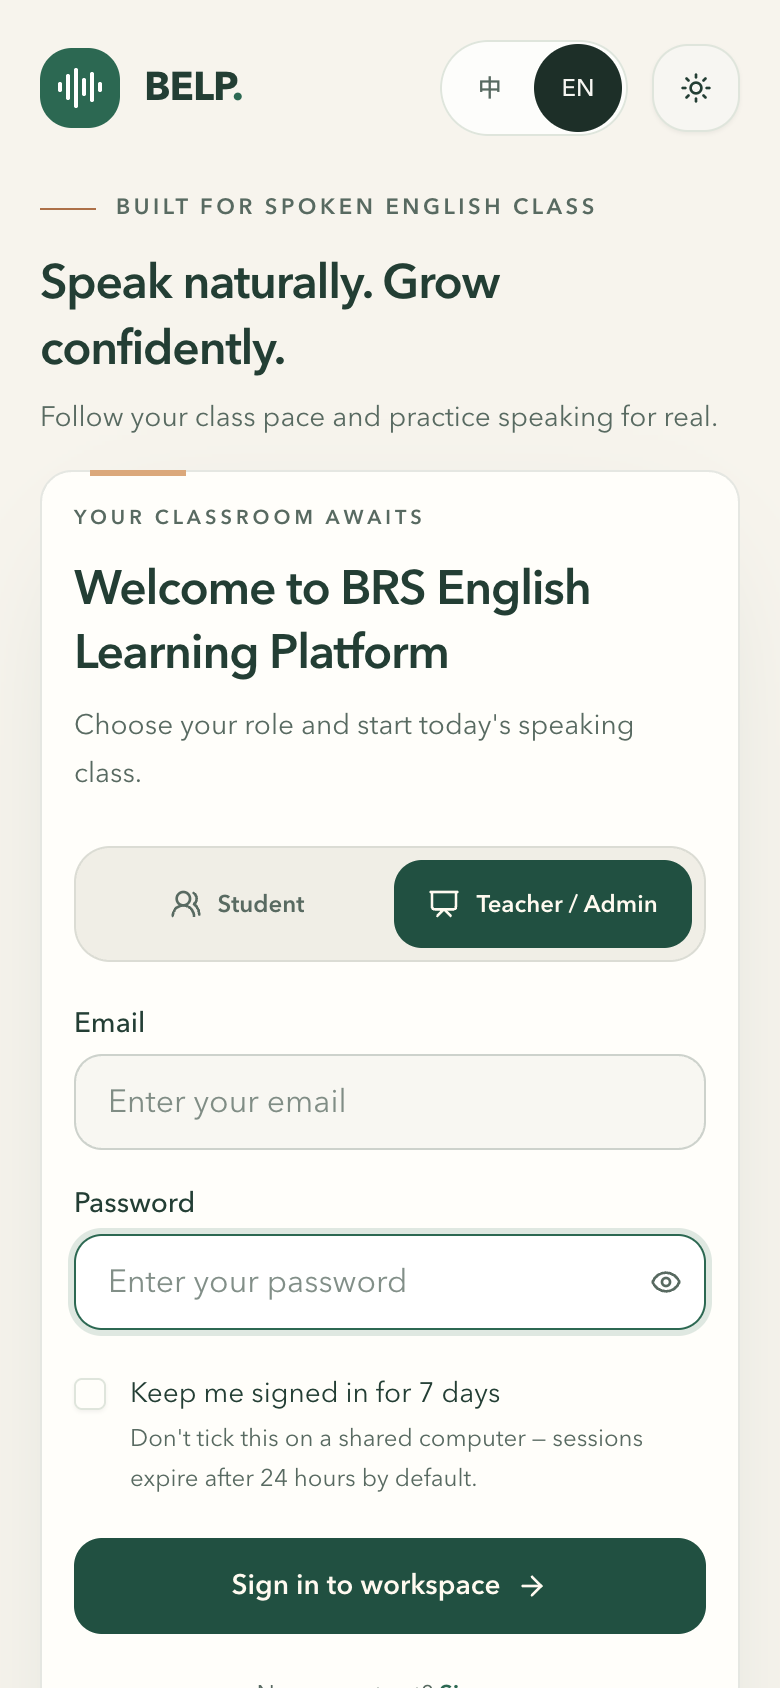 BELP.
中 EN
BUILT FOR SPOKEN ENGLISH CLASS
Speak naturally. Grow
confidently.
Follow your class pace and practice speaking for real.
YOUR CLASSROOM AWAITS
Welcome to BRS English
Learning Platform
Choose your role and start today's speaking
class.
Student Teacher / Admin
Email
Enter your email
Password
Enter your password
Keep me signed in for 7 days
Don't tick this on a shared computer — sessions
expire after 24 hours by default.
Sign in to workspace